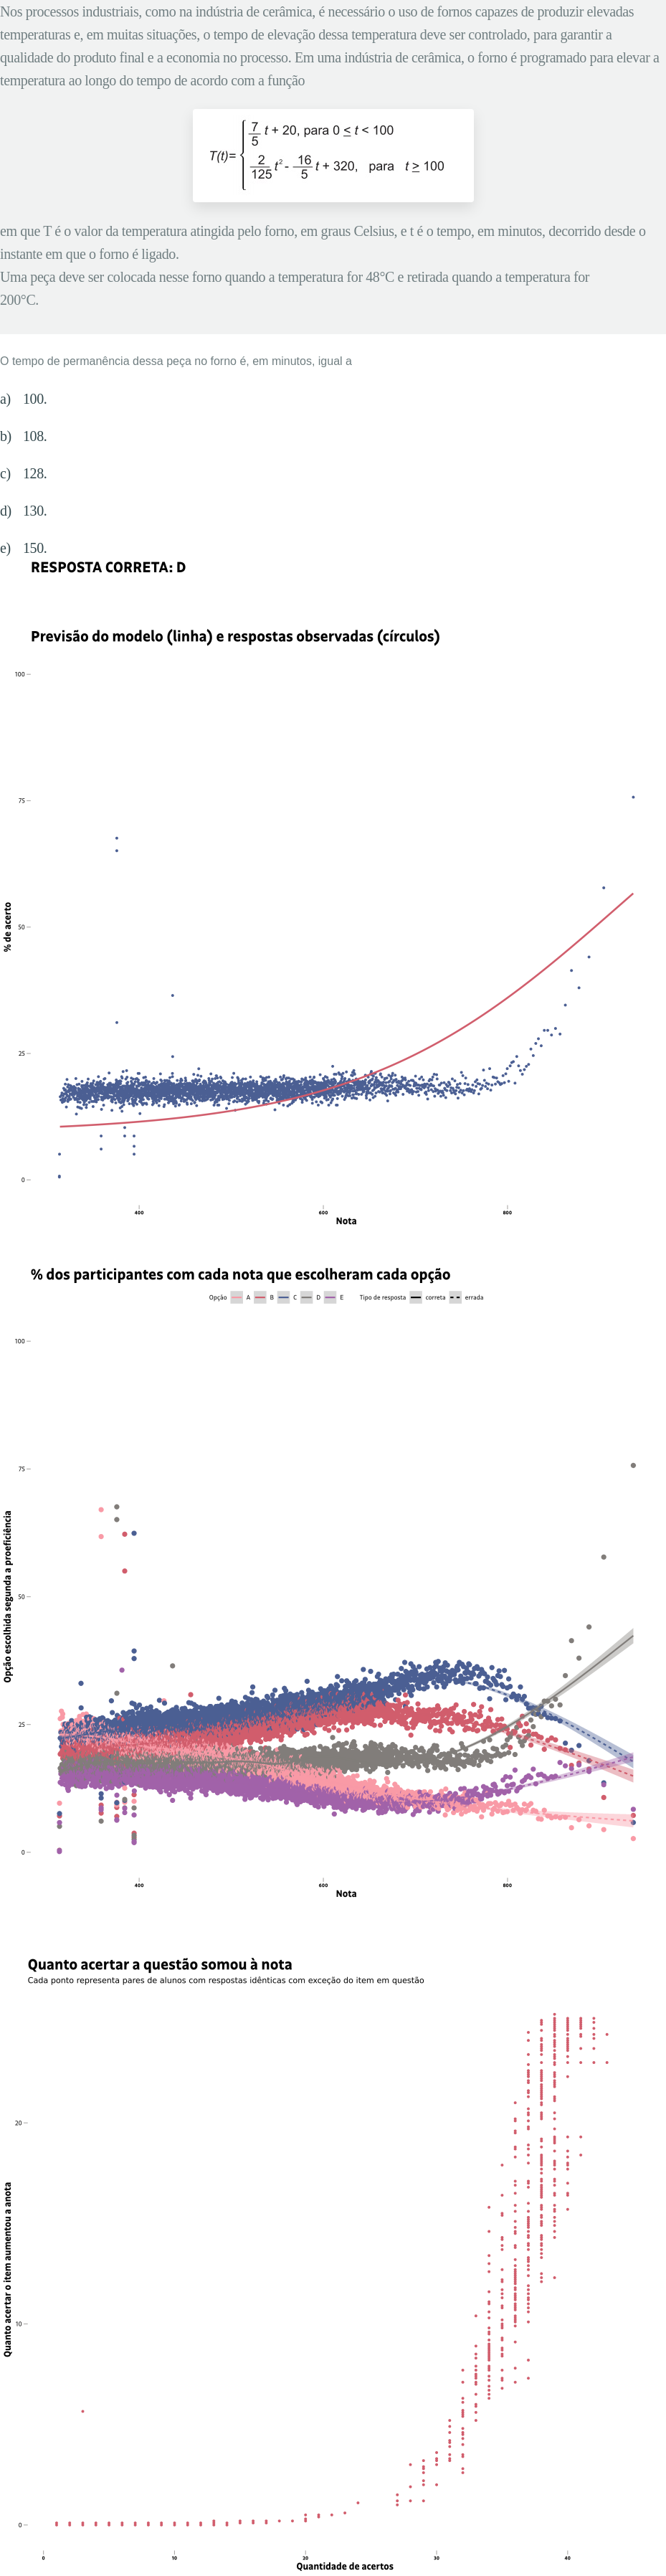 Nos processos industriais, como na indústria de cerâmica, é necessário o uso de fornos capazes de produzir elevadas
temperaturas e, em muitas situações, o tempo de elevação dessa temperatura deve ser controlado, para garantir a
qualidade do produto final e a economia no processo. Em uma indústria de cerâmica, o forno é programado para elevar a
temperatura ao longo do tempo de acordo com a função
T(t)= { 7/5 t + 20, para 0 ≤ t < 100
2/125 t² - 16/5 t + 320, para t ≥ 100
em que T é o valor da temperatura atingida pelo forno, em graus Celsius, e t é o tempo, em minutos, decorrido desde o
instante em que o forno é ligado.
Uma peça deve ser colocada nesse forno quando a temperatura for 48°C e retirada quando a temperatura for
200°C.
O tempo de permanência dessa peça no forno é, em minutos, igual a
a) 100.
b) 108.
c) 128.
d) 130.
e) 150.
RESPOSTA CORRETA: D
Previsão do modelo (linha) e respostas observadas (círculos)
100
75
50
25
0
% de acerto
400 600 800
Nota
% dos participantes com cada nota que escolheram cada opção
Opção A B C D E Tipo de resposta correta errada
100
75
50
25
0
Opção escolhida segunda a proeficiência
400 600 800
Nota
Quanto acertar a questão somou à nota
Cada ponto representa pares de alunos com respostas idênticas com exceção do item em questão
20
10
0
Quanto acertar o item aumentou a anota
0 10 20 30 40
Quantidade de acertos